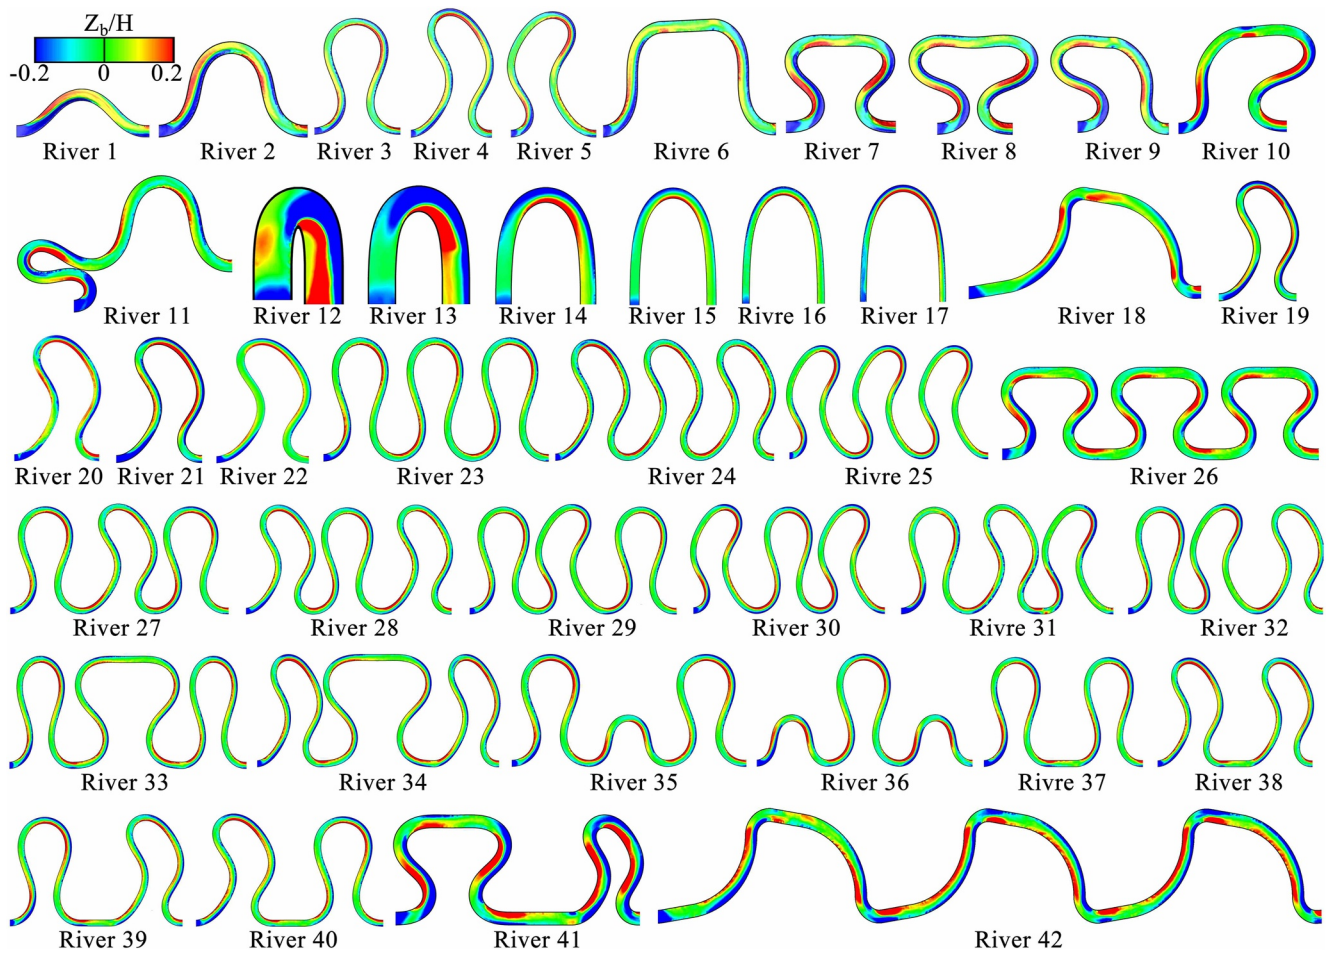 Zb/H
-0.2 0 0.2
River 1 River 2 River 3 River 4 River 5 Rivre 6 River 7 River 8 River 9 River 10
River 11 River 12 River 13 River 14 River 15 Rivre 16 River 17 River 18 River 19
River 20 River 21 River 22 River 23 River 24 Rivre 25 River 26
River 27 River 28 River 29 River 30 Rivre 31 River 32
River 33 River 34 River 35 River 36 Rivre 37 River 38
River 39 River 40 River 41 River 42